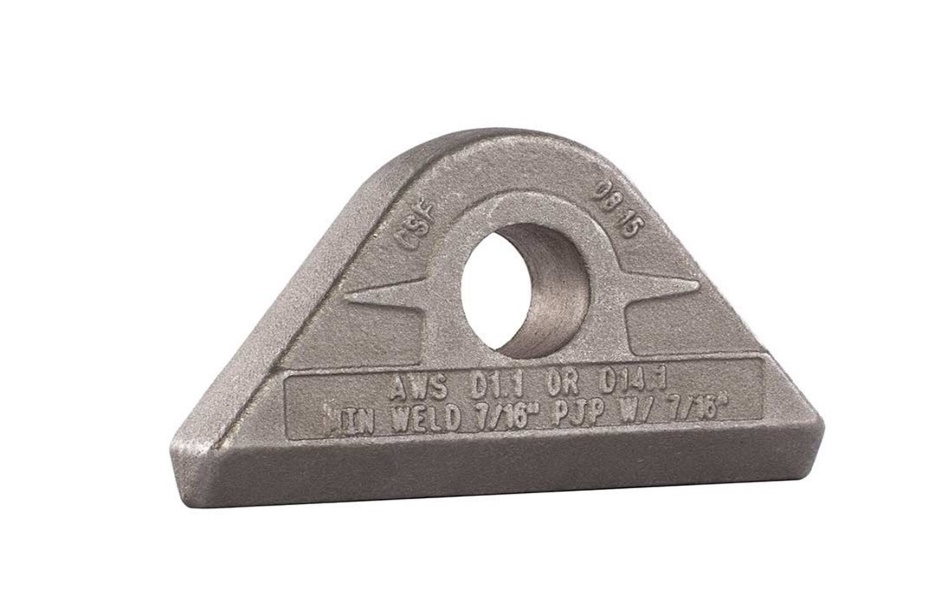 CSF
08 15
AWS D1.1 OR D14.1
MIN WELD 7/16" PJP W/ 7/16"